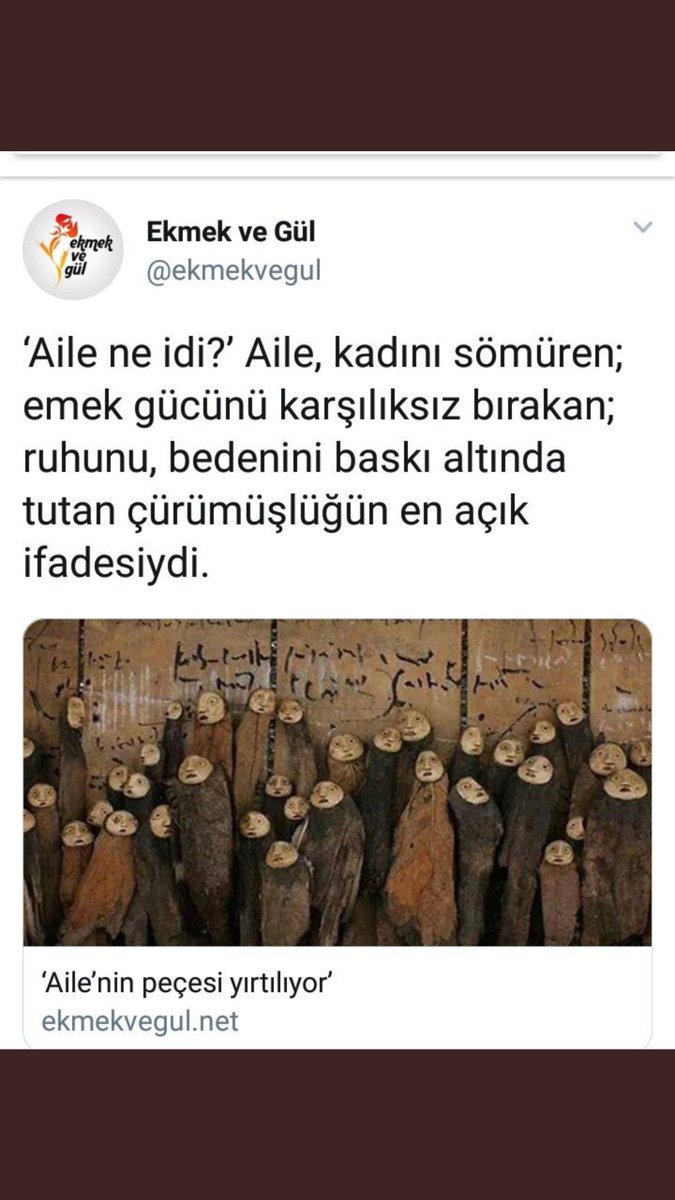 ekmek
ve
gül
Ekmek ve Gül
@ekmekvegul
‘Aile ne idi?’ Aile, kadını sömüren;
emek gücünü karşılıksız bırakan;
ruhunu, bedenini baskı altında
tutan çürümüşlüğün en açık
ifadesiydi.
‘Aile’nin peçesi yırtılıyor’
ekmekvegul.net